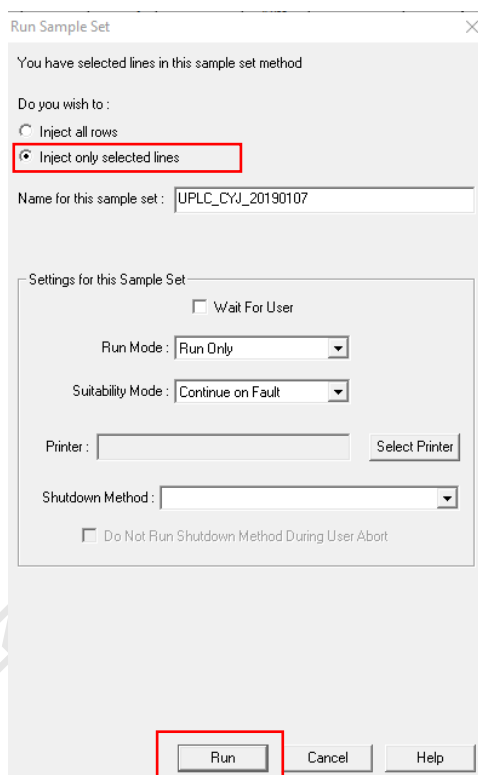 Run Sample Set
You have selected lines in this sample set method
Do you wish to :
Inject all rows
Inject only selected lines
Name for this sample set : UPLC_CYJ_20190107
Settings for this Sample Set
Wait For User
Run Mode : Run Only
Suitability Mode : Continue on Fault
Printer : Select Printer
Shutdown Method :
Do Not Run Shutdown Method During User Abort
Run Cancel Help